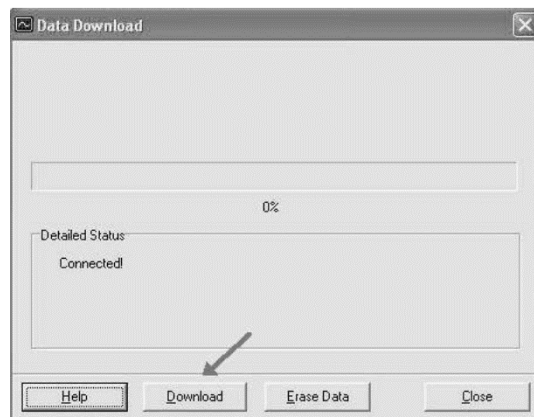 Data Download
0%
Detailed Status
Connected!
Help Download Erase Data Close